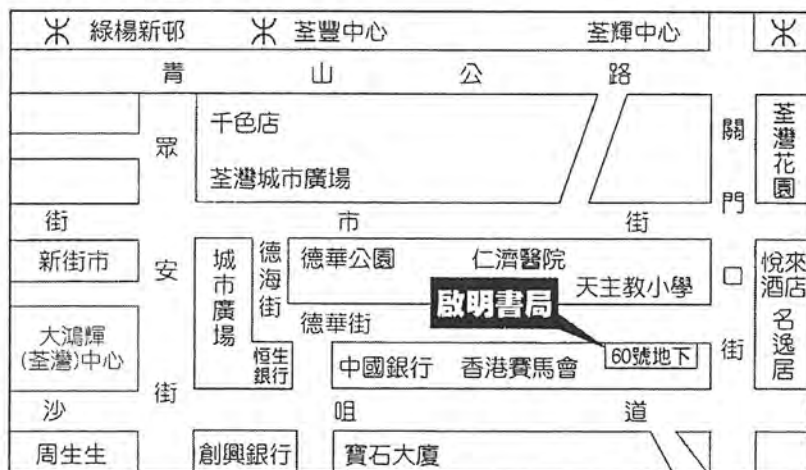 綠楊新邨
荃豐中心
荃輝中心
青山公路
千色店
荃灣城市廣場
眾安街
關門口街
荃灣花園
街市街
新街市
城市廣場
德海街
德華公園
仁濟醫院
天主教小學
悅來酒店
名逸居
啟明書局
大鴻輝
(荃灣)中心
德華街
恒生銀行
中國銀行
香港賽馬會
60號地下
沙咀道
周生生
創興銀行
寶石大廈